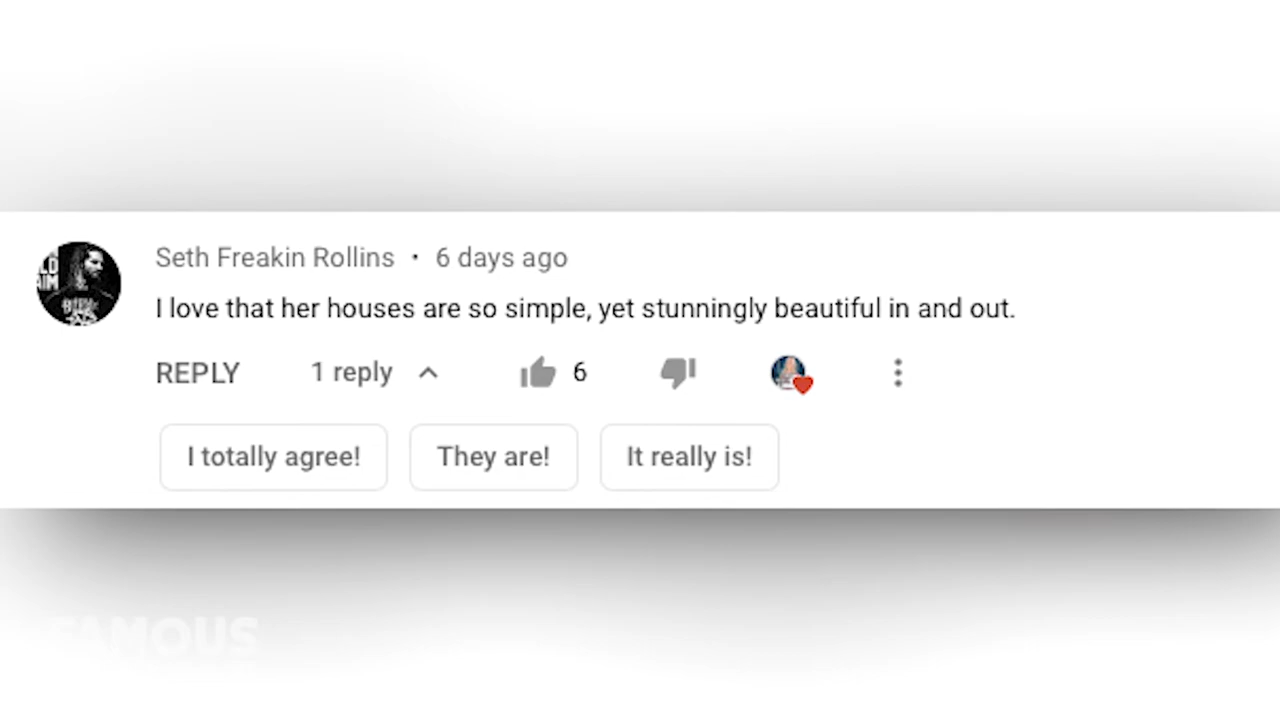 Seth Freakin Rollins • 6 days ago
I love that her houses are so simple, yet stunningly beautiful in and out.
REPLY 1 reply 6
I totally agree! They are! It really is!
FAMOUS